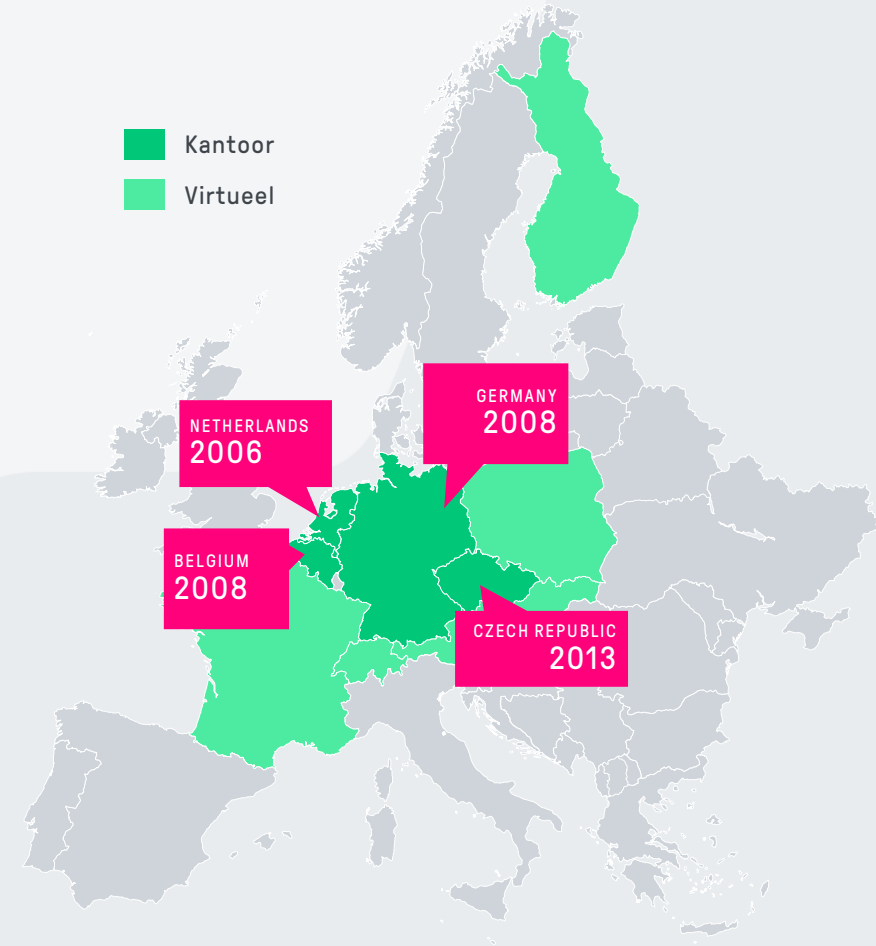 Kantoor
Virtueel
GERMANY
2008
NETHERLANDS
2006
BELGIUM
2008
CZECH REPUBLIC
2013